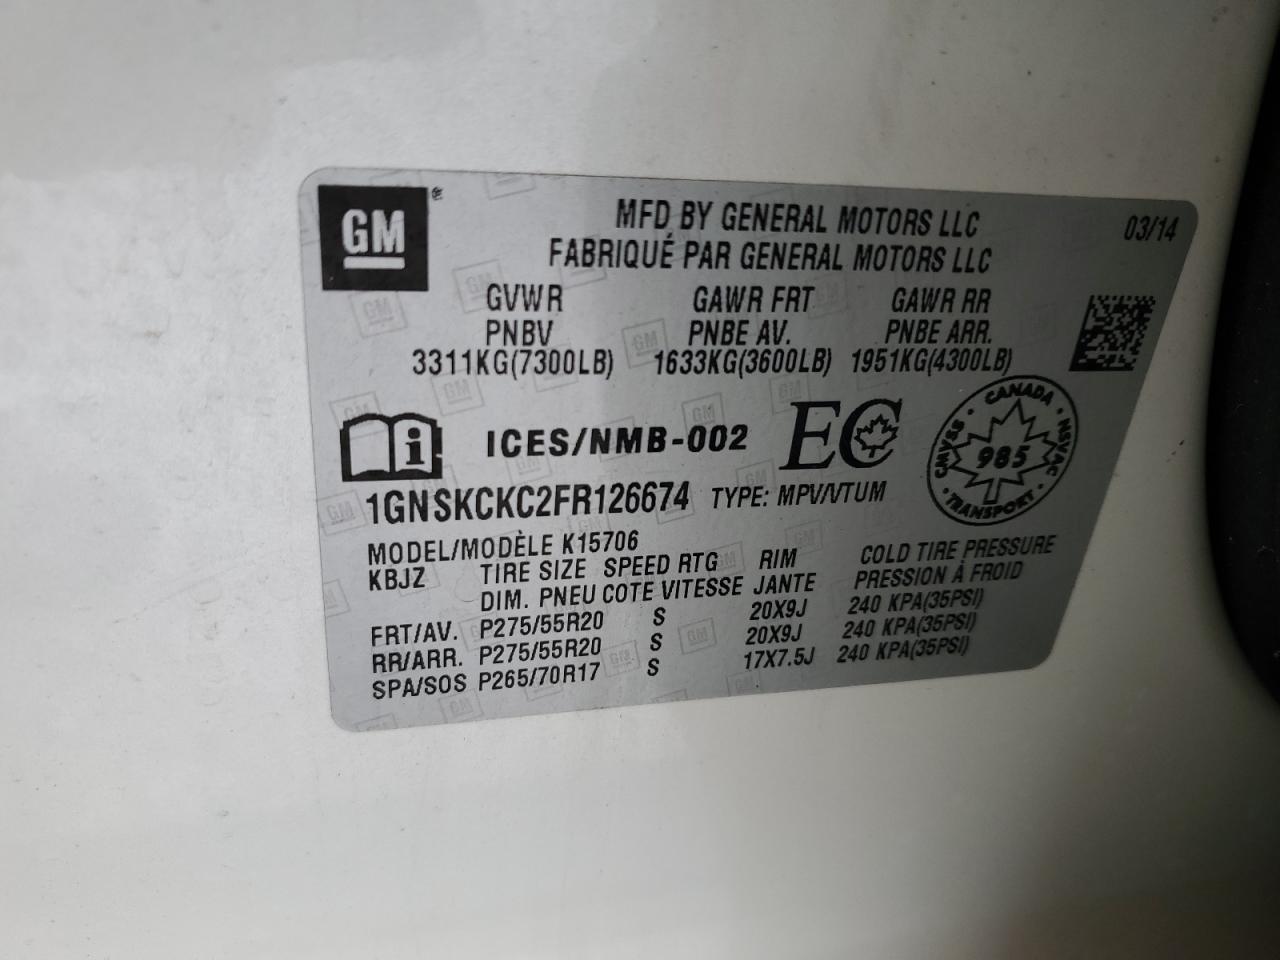 GM
MFD BY GENERAL MOTORS LLC 03/14
FABRIQUÉ PAR GENERAL MOTORS LLC
GVWR GAWR FRT GAWR RR
PNBV PNBE AV. PNBE ARR.
3311KG(7300LB) 1633KG(3600LB) 1951KG(4300LB)
i ICES/NMB-002 EC
CANADA
CMVSS 985 NSVAC
TRANSPORT
1GNSKCKC2FR126674 TYPE: MPV/VTUM
MODEL/MODÈLE K15706
KBJZ TIRE SIZE SPEED RTG RIM COLD TIRE PRESSURE
DIM. PNEU COTE VITESSE JANTE PRESSION À FROID
FRT/AV. P275/55R20 S 20X9J 240 KPA(35PSI)
RR/ARR. P275/55R20 S 20X9J 240 KPA(35PSI)
SPA/SOS P265/70R17 S 17X7.5J 240 KPA(35PSI)